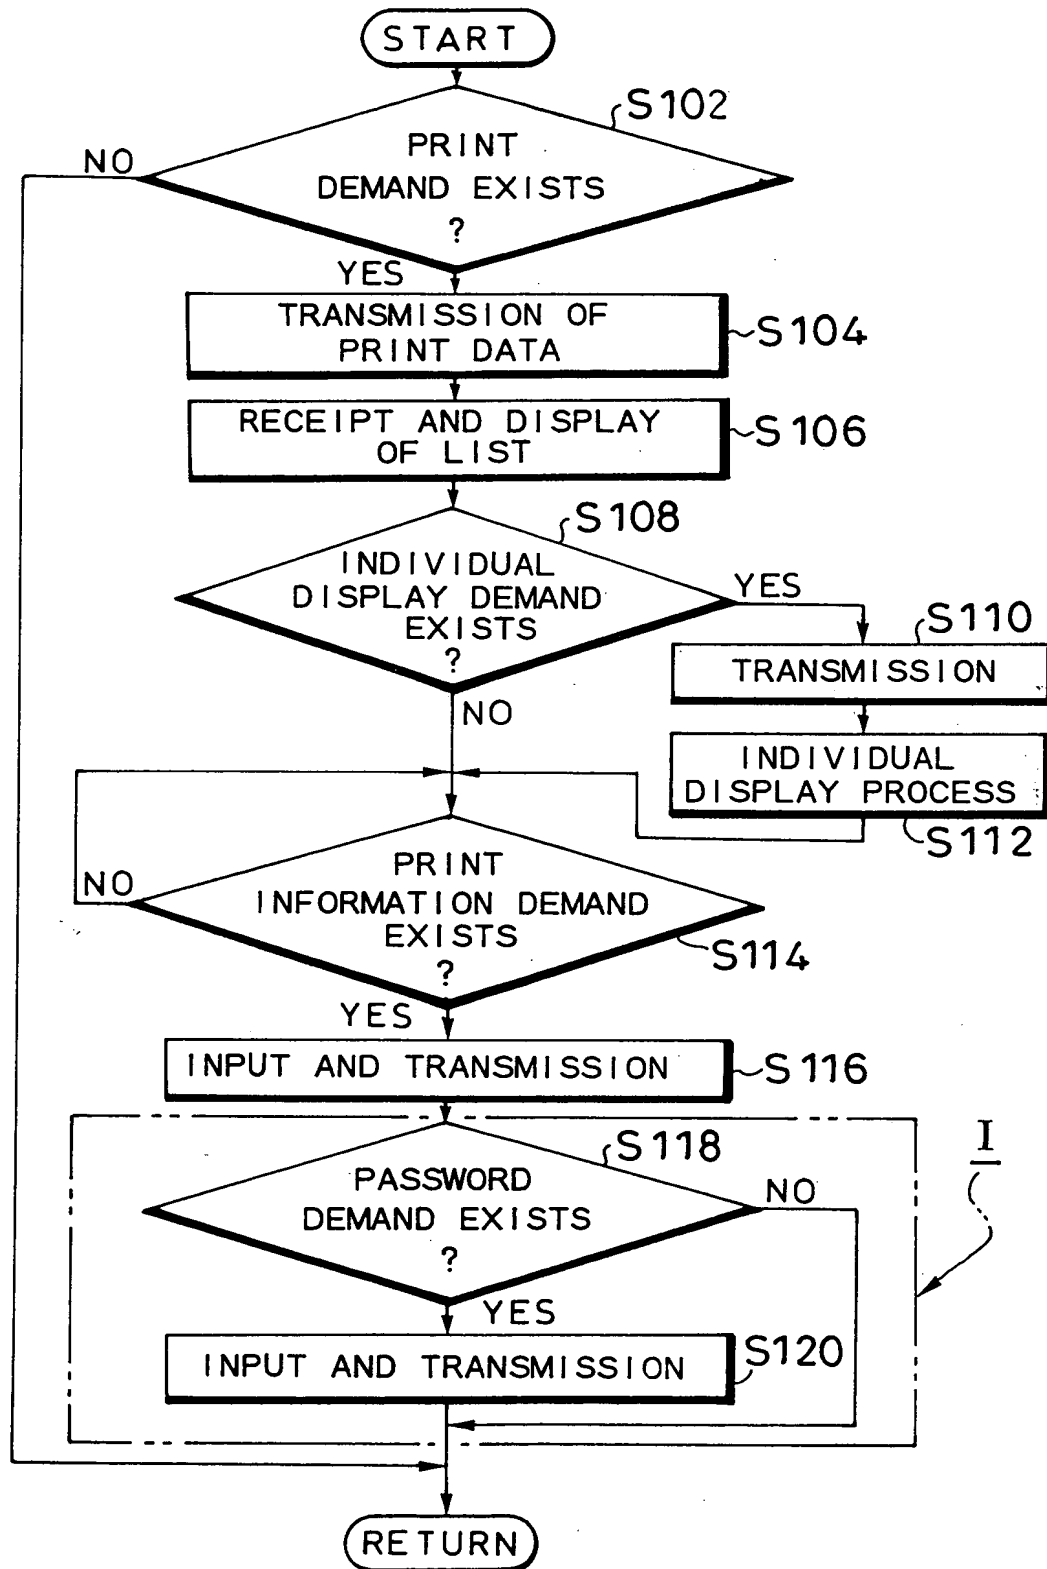 START
S102
NO
PRINT
DEMAND EXISTS
?
YES
TRANSMISSION OF
PRINT DATA
S104
RECEIPT AND DISPLAY
OF LIST
S106
S108
INDIVIDUAL
DISPLAY DEMAND
EXISTS
?
YES
S110
TRANSMISSION
NO
INDIVIDUAL
DISPLAY PROCESS
S112
NO
PRINT
INFORMATION DEMAND
EXISTS
?
S114
YES
INPUT AND TRANSMISSION
S116
S118
I
PASSWORD
DEMAND EXISTS
?
NO
YES
INPUT AND TRANSMISSION
S120
RETURN